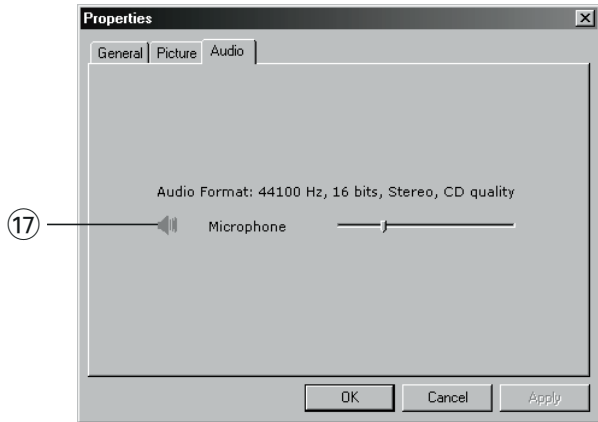 Properties
General Picture Audio
Audio Format: 44100 Hz, 16 bits, Stereo, CD quality
⑰ Microphone
OK Cancel Apply